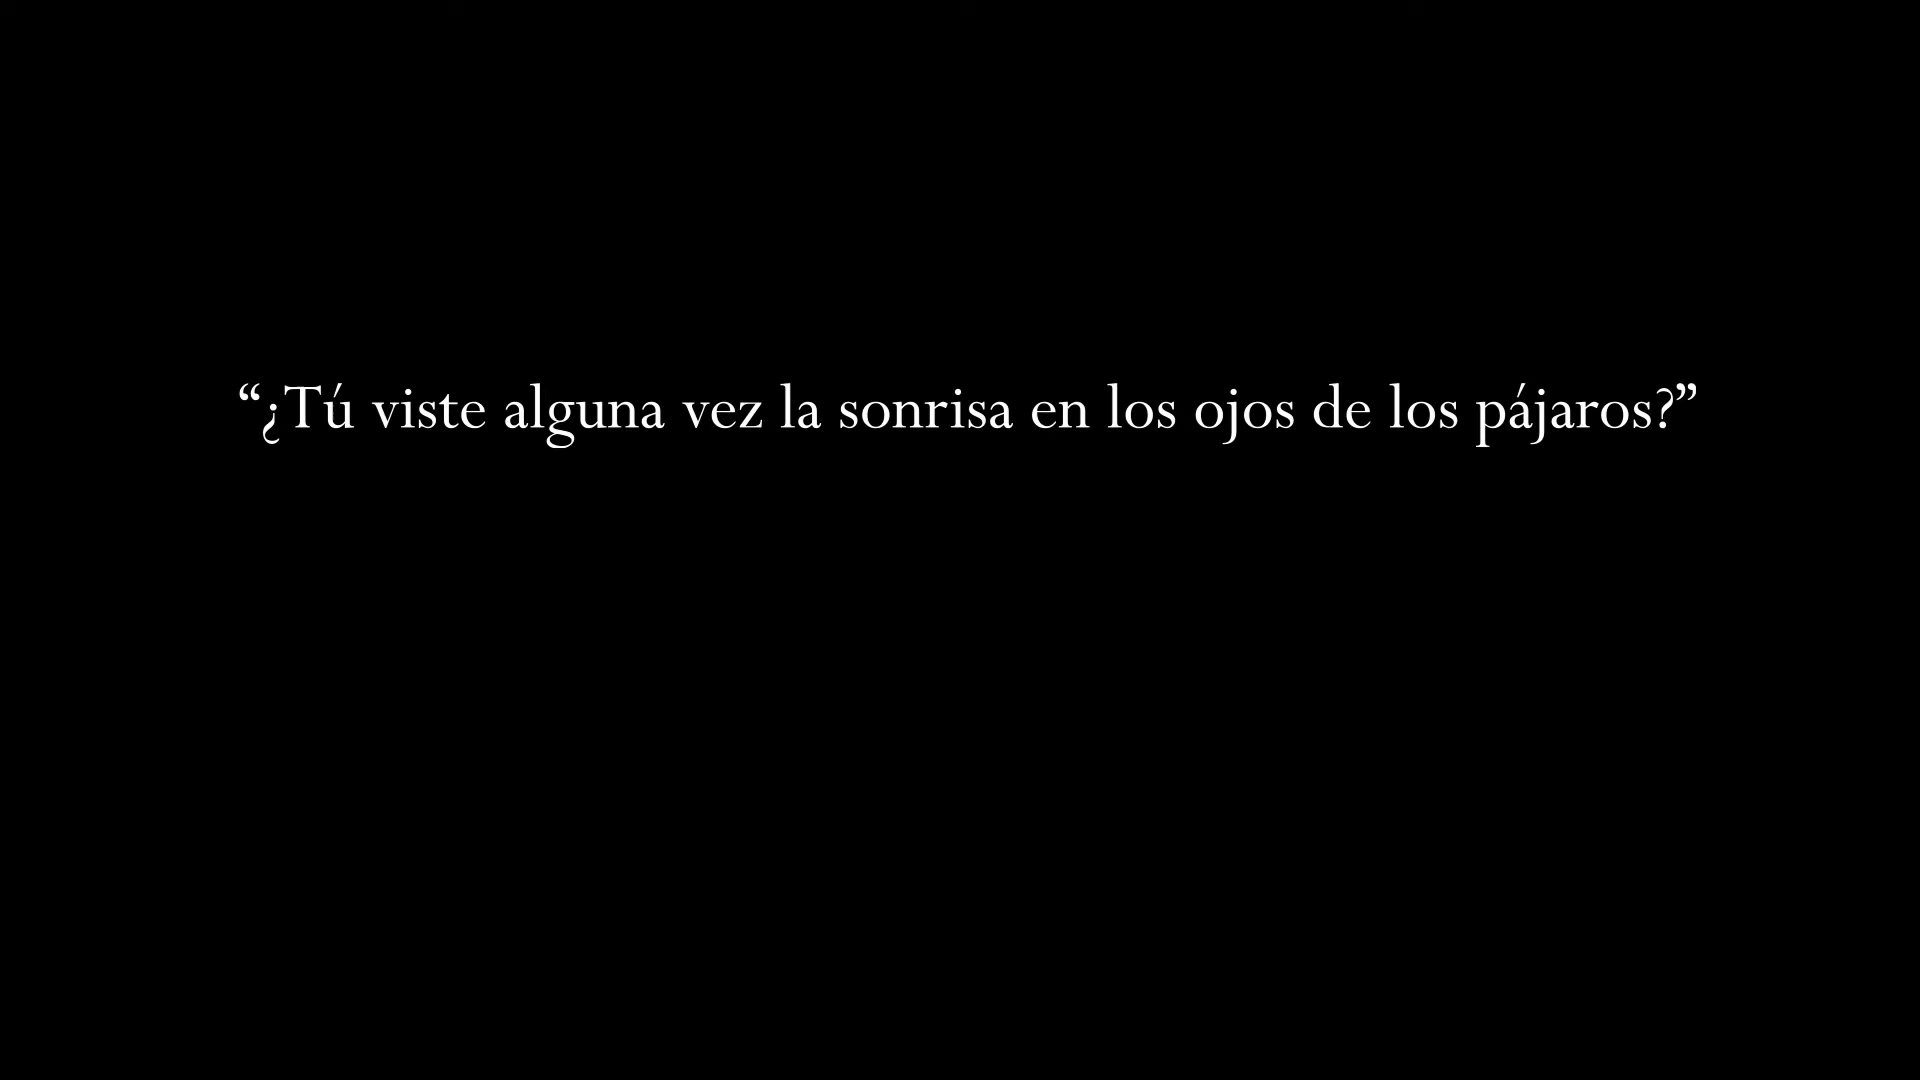 “¿Tú viste alguna vez la sonrisa en los ojos de los pájaros?”